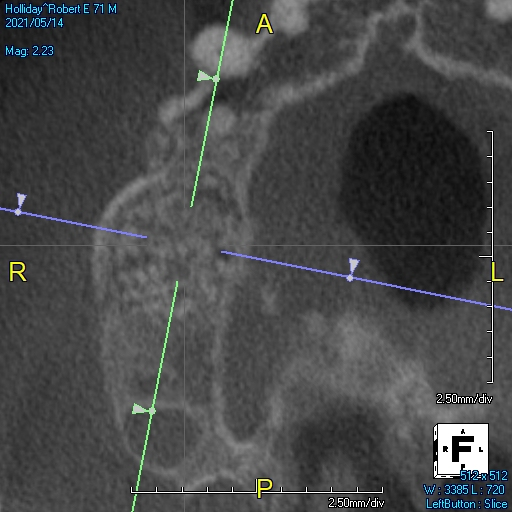 Holliday^Robert E 71 M
2021/05/14
Mag: 2.23
A
R
L
2.50mm/div
A
R F L
P
512 x 512
W : 3385 L : 720
LeftButton : Slice
P
2.50mm/div